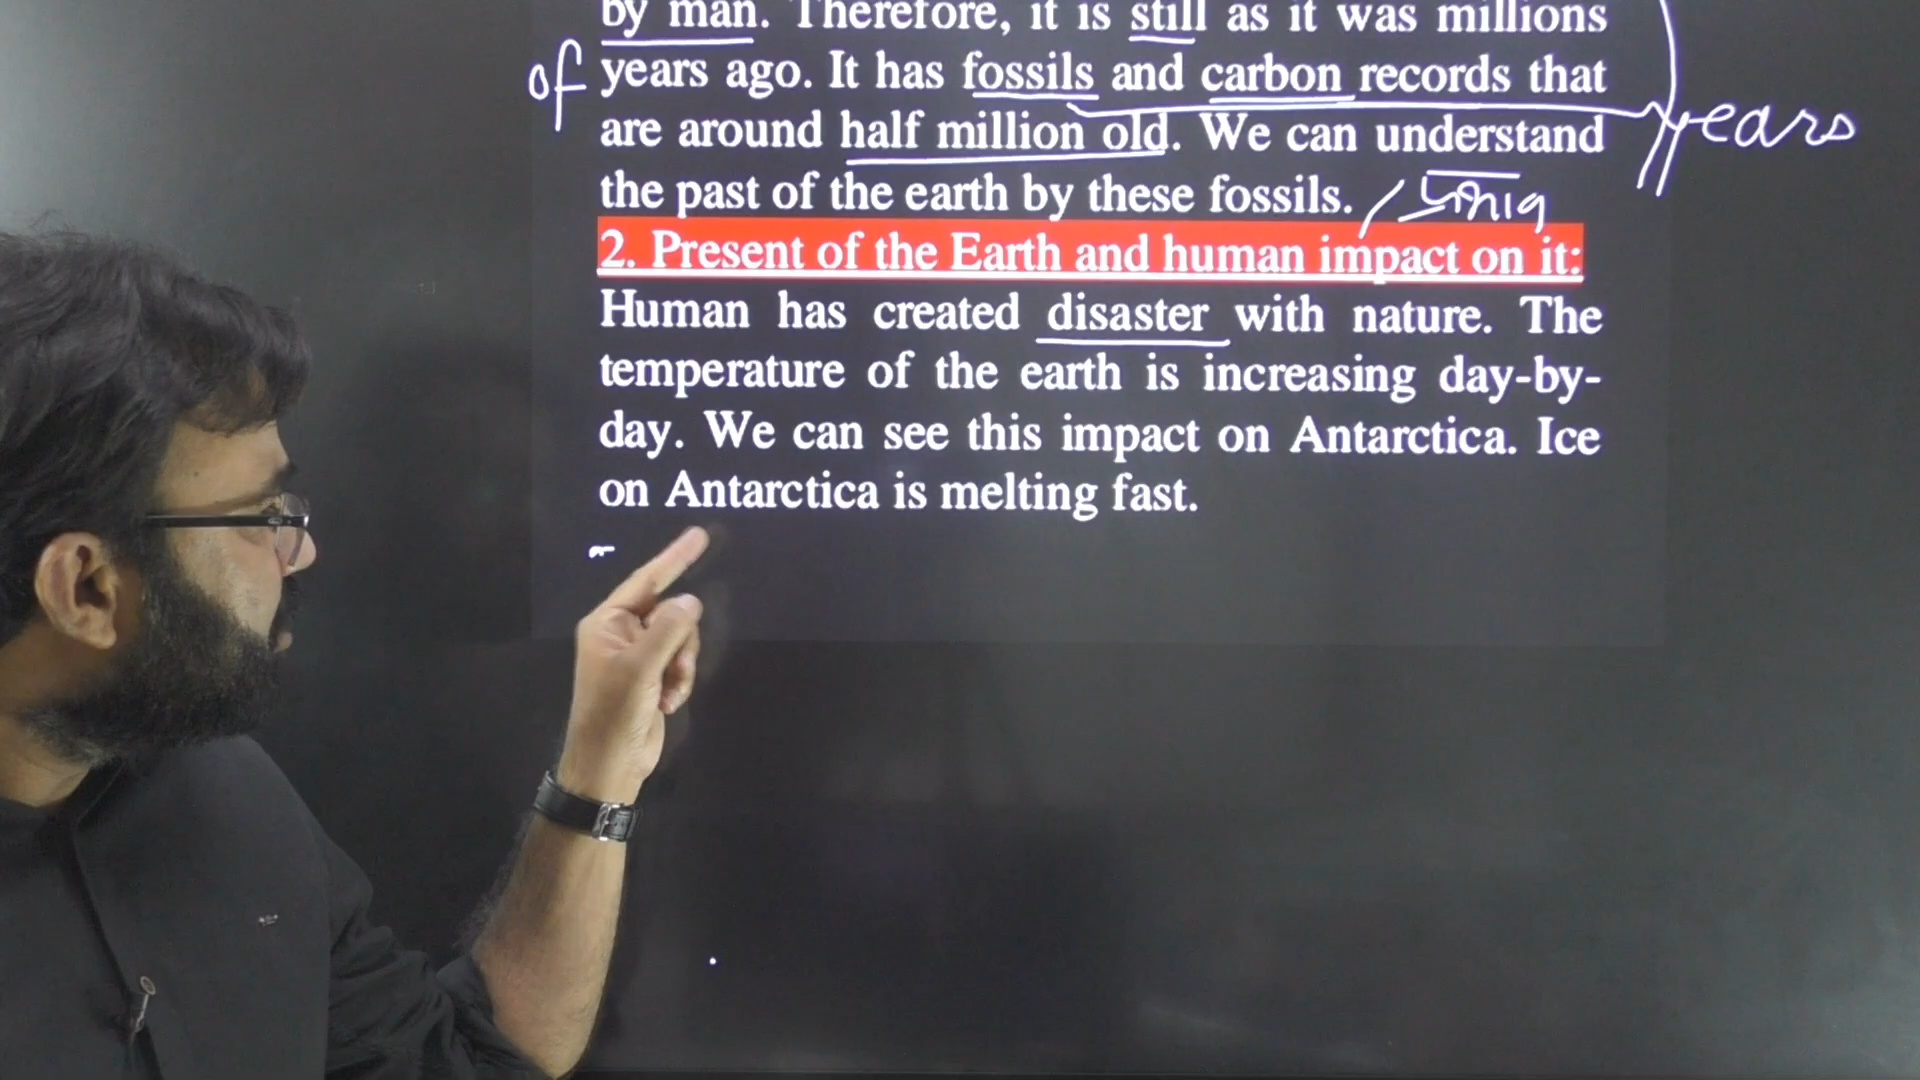 by man. Therefore, it is still as it was millions
of years ago. It has fossils and carbon records that
are around half million old. We can understand
years
the past of the earth by these fossils.
2. Present of the Earth and human impact on it:
Human has created disaster with nature. The
temperature of the earth is increasing day-by-
day. We can see this impact on Antarctica. Ice
on Antarctica is melting fast.